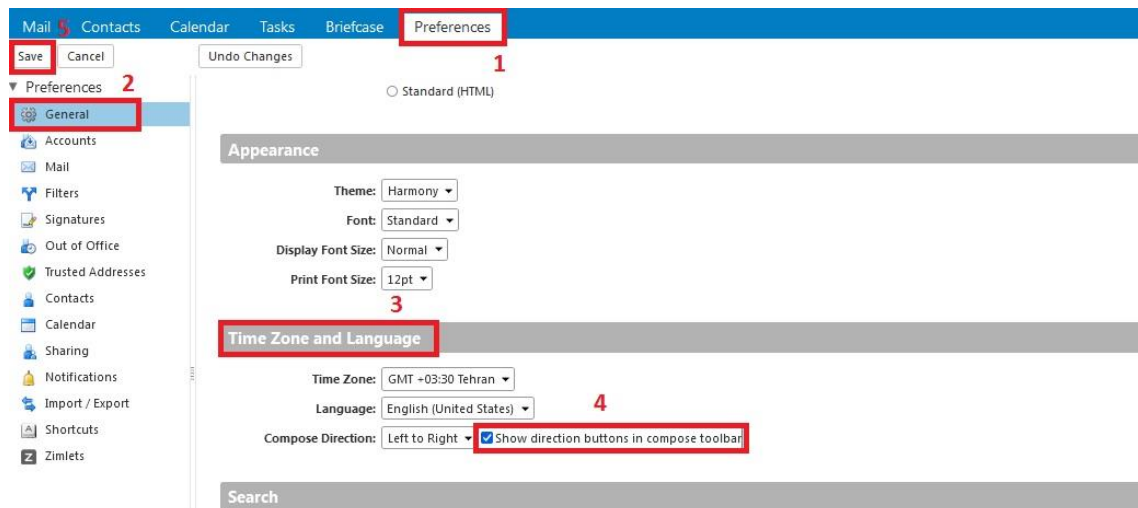 Mail 5 Contacts Calendar Tasks Briefcase Preferences
Save Cancel Undo Changes
1
Preferences 2
Standard (HTML)
General
Accounts
Mail
Filters
Signatures
Out of Office
Trusted Addresses
Contacts
Calendar
Sharing
Notifications
Import / Export
Shortcuts
Z Zimlets
Appearance
Theme: Harmony
Font: Standard
Display Font Size: Normal
Print Font Size: 12pt
3
Time Zone and Language
Time Zone: GMT +03:30 Tehran
Language: English (United States)
4
Compose Direction: Left to Right Show direction buttons in compose toolbar
Search